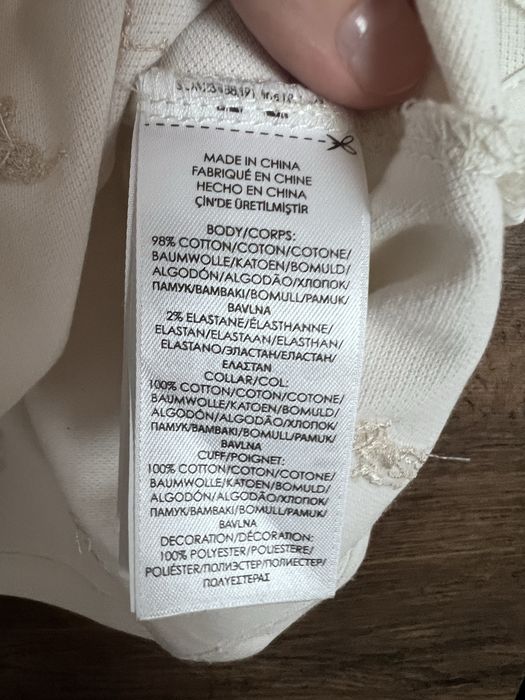 MADE IN CHINA
FABRIQUÉ EN CHINE
HECHO EN CHINA
ÇİN'DE ÜRETİLMİŞTİR
BODY/CORPS:
98% COTTON/COTON/COTONE/
BAUMWOLLE/KATOEN/BOMULD/
ALGODÓN/ALGODÃO/ХЛОПОК/
ПАМУК/ΒΑΜΒΑΚΙ/BOMULL/PAMUK/
BAVLNA
2% ELASTANE/ÉLASTHANNE/
ELASTAN/ELASTAAN/ELASTHAN/
ELASTANO/ЭЛАСТАН/ЕЛАСТАН/
ΕΛΑΣΤΑΝ
COLLAR/COL:
100% COTTON/COTON/COTONE/
BAUMWOLLE/KATOEN/BOMULD/
ALGODÓN/ALGODÃO/ХЛОПОК/
ПАМУК/ΒΑΜΒΑΚΙ/BOMULL/PAMUK/
BAVLNA
CUFF/POIGNET:
100% COTTON/COTON/COTONE/
BAUMWOLLE/KATOEN/BOMULD/
ALGODÓN/ALGODÃO/ХЛОПОК/
ПАМУК/ΒΑΜΒΑΚΙ/BOMULL/PAMUK/
BAVLNA
DECORATION/DÉCORATION:
100% POLYESTER/POLIESTERE/
POLIÉSTER/ПОЛИЭСТЕР/ПОЛИЕСТЕР/
ΠΟΛΥΕΣΤΕΡΑΣ